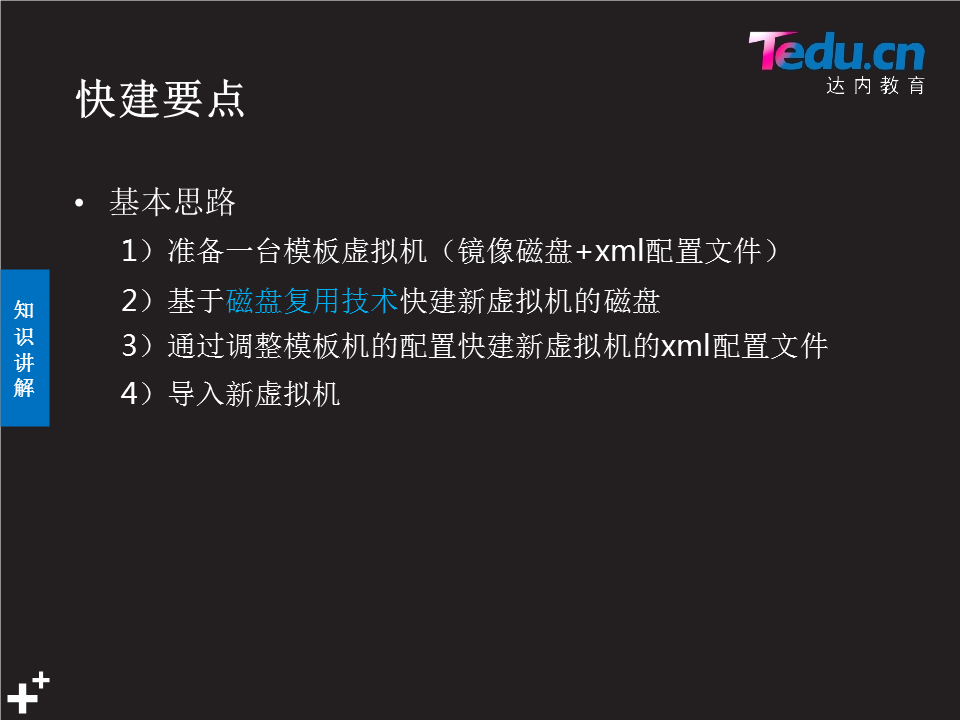 Tedu.cn
达内教育
快建要点
• 基本思路
1）准备一台模板虚拟机（镜像磁盘+xml配置文件）
2）基于磁盘复用技术快建新虚拟机的磁盘
3）通过调整模板机的配置快建新虚拟机的xml配置文件
4）导入新虚拟机
知
识
讲
解